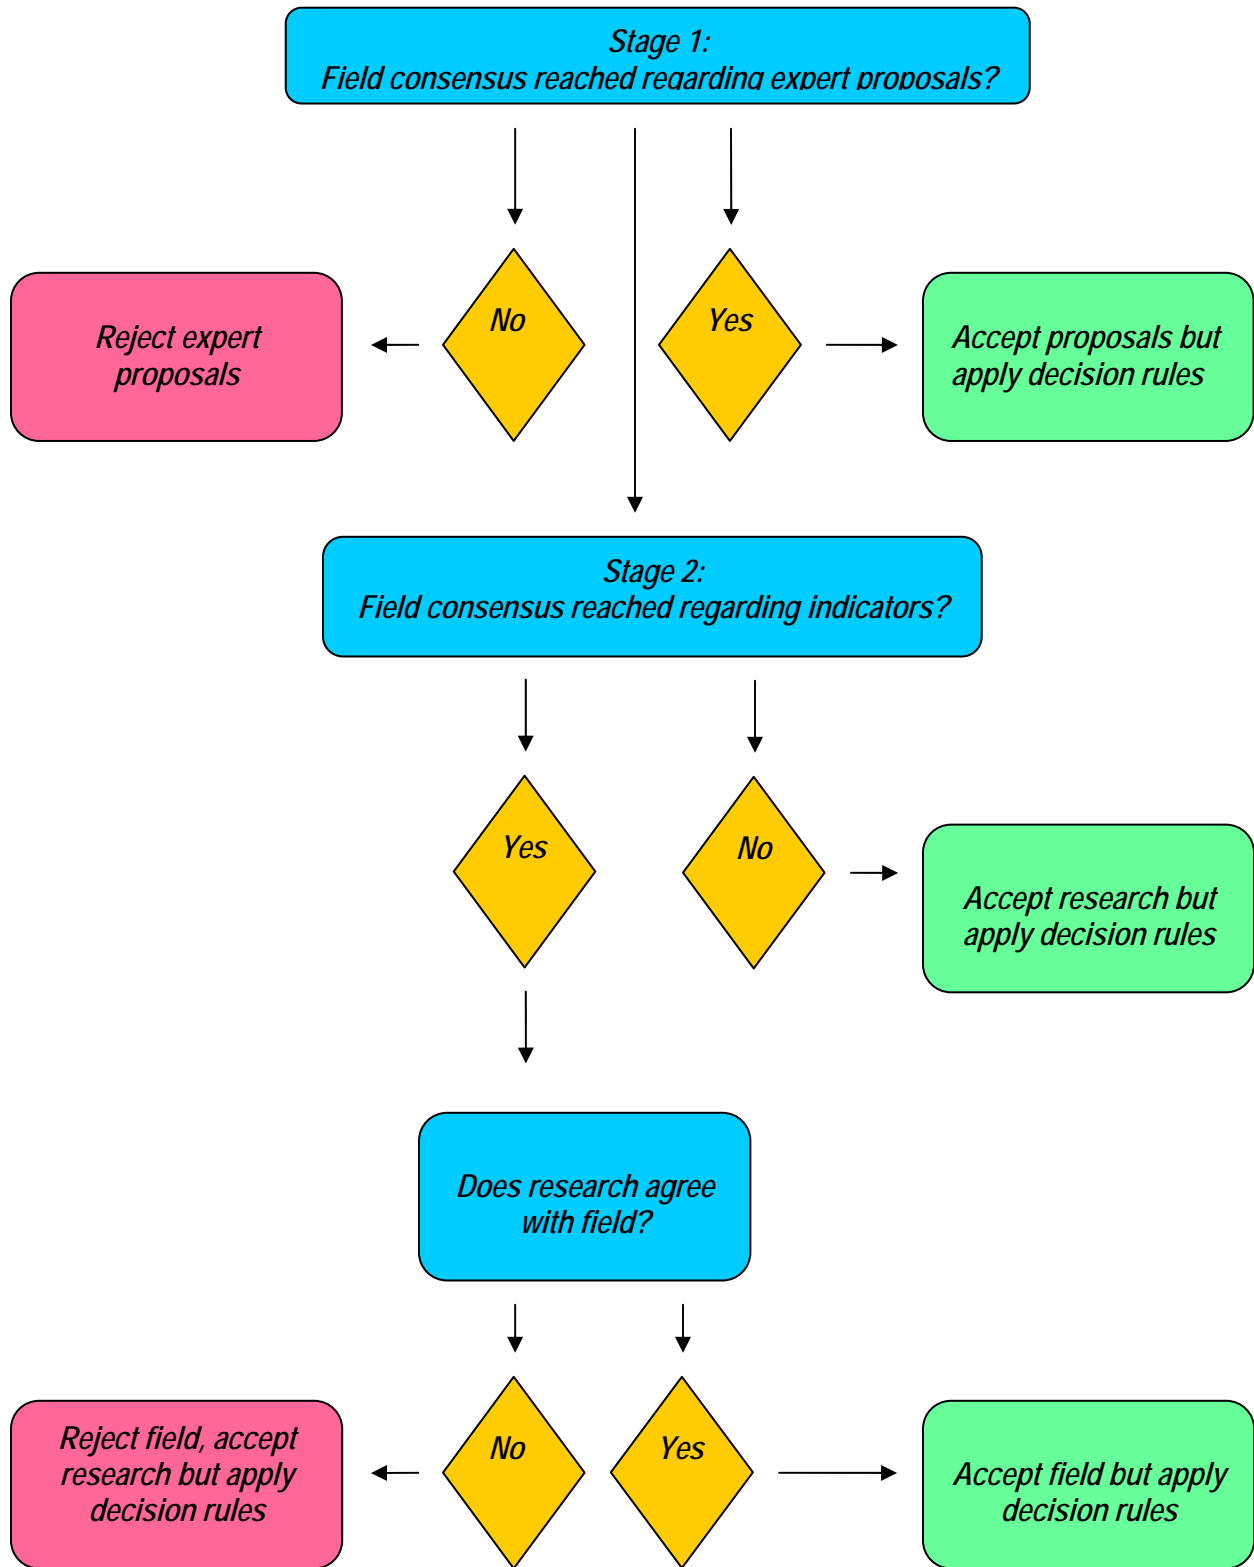 Stage 1:
Field consensus reached regarding expert proposals?
No
Yes
Reject expert
proposals
Accept proposals but
apply decision rules
Stage 2:
Field consensus reached regarding indicators?
Yes
No
Accept research but
apply decision rules
Does research agree
with field?
No
Yes
Reject field, accept
research but apply
decision rules
Accept field but apply
decision rules